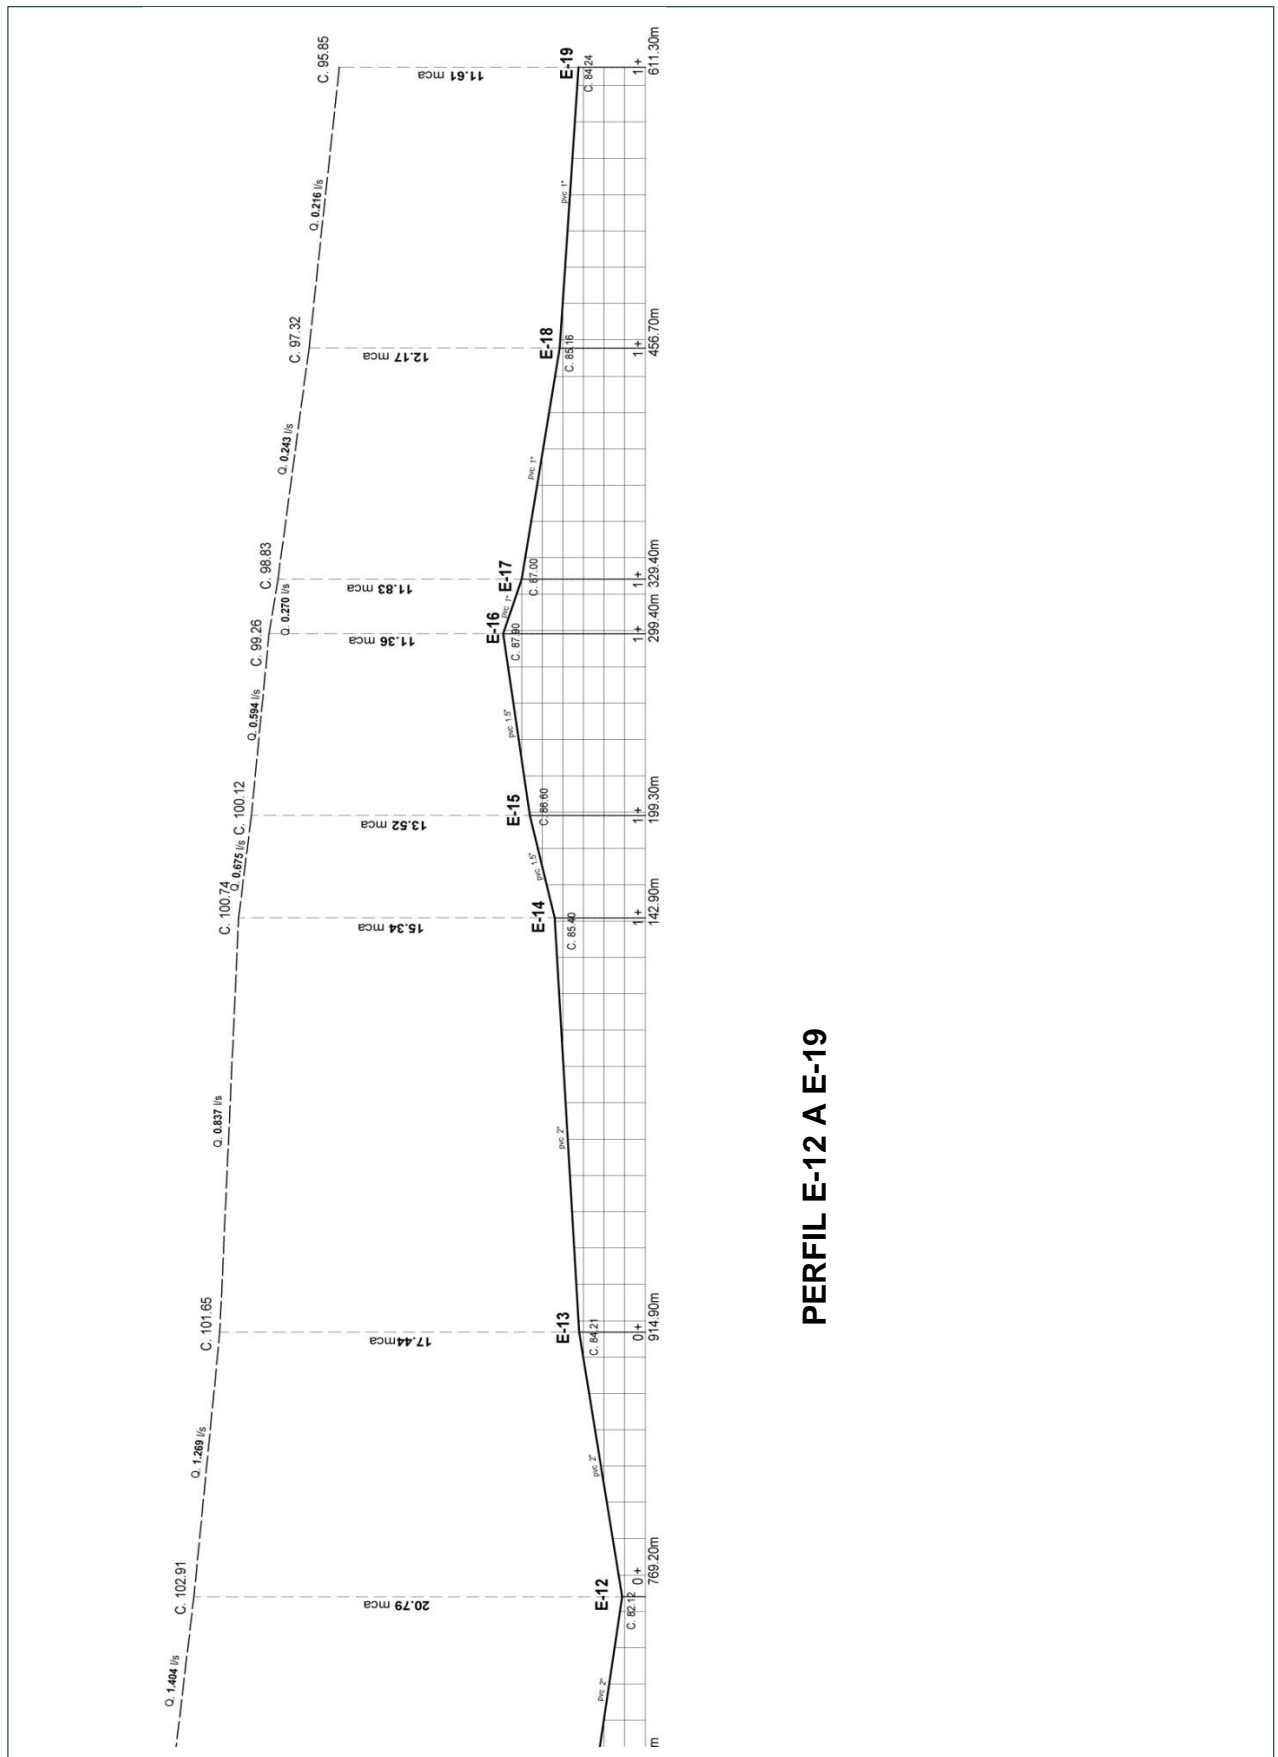 Q. 1.404 l/s
C. 102.91
Q. 1.269 l/s
C. 101.65
Q. 0.837 l/s
C. 100.74
Q. 0.675 l/s
C. 100.12
Q. 0.594 l/s
C. 99.26
Q. 0.270 l/s
C. 98.83
Q. 0.243 l/s
C. 97.32
Q. 0.216 l/s
C. 95.85
20.79 mca
17.44mca
15.34 mca
13.52 mca
11.36 mca
11.83 mca
12.17 mca
11.61 mca
pvc 2"
E-12
C. 82.12
pvc 2"
E-13
C. 84.21
pvc 2"
E-14
C. 85.40
pvc 1.5"
E-15
C. 86.60
pvc 1.5"
E-16
C. 87.90
pvc 1"
E-17
C. 87.00
pvc 1"
E-18
C. 85.16
pvc 1"
E-19
C. 84.24
m
0+
769.20m
0+
914.90m
1+
142.90m
1+
199.30m
1+
299.40m
1+
329.40m
1+
456.70m
1+
611.30m
PERFIL E-12 A E-19